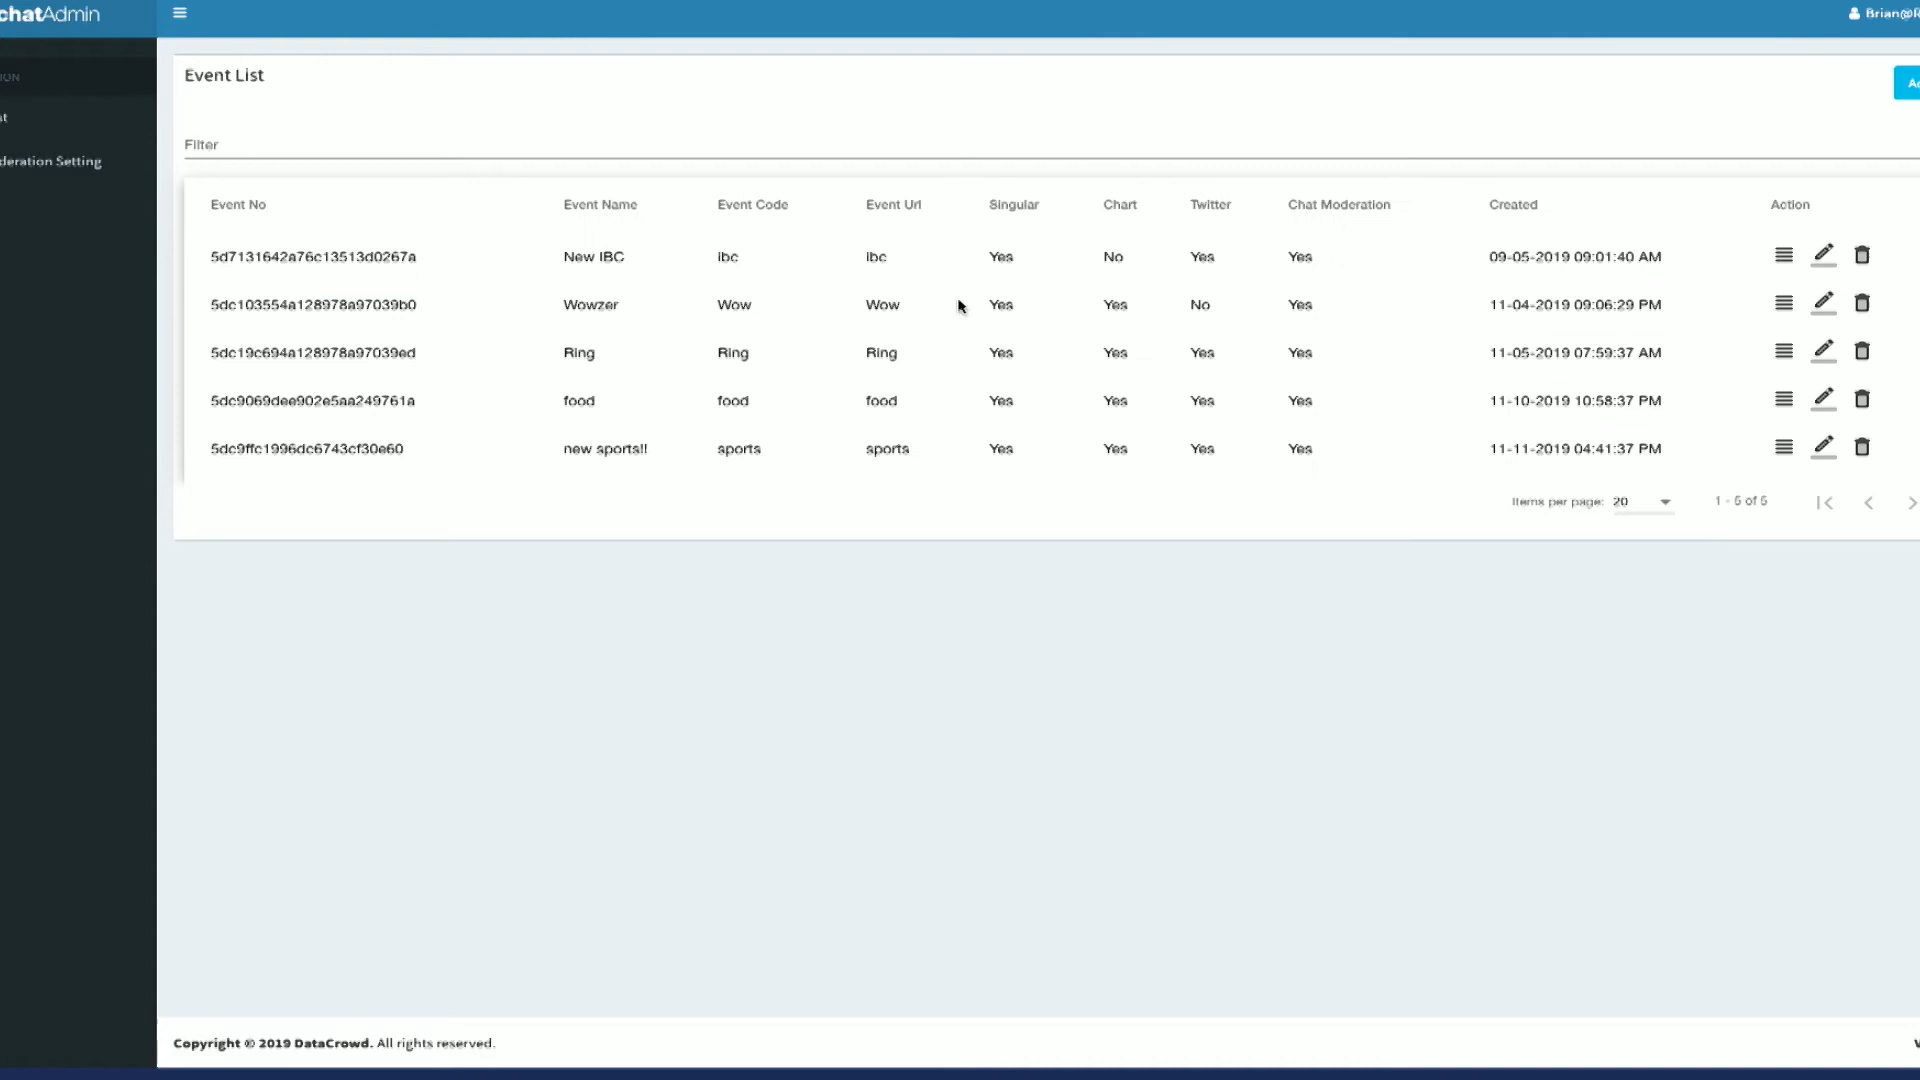 chatAdmin
Brian@
Event List
Filter
deration Setting
Event No Event Name Event Code Event Url Singular Chart Twitter Chat Moderation Created Action
5d7131642a76c13513d0267a New IBC ibc ibc Yes No Yes Yes 09-05-2019 09:01:40 AM
5dc103554a128978a97039b0 Wowzer Wow Wow Yes Yes No Yes 11-04-2019 09:06:29 PM
5dc19c694a128978a97039ed Ring Ring Ring Yes Yes Yes Yes 11-05-2019 07:59:37 AM
5dc9069dee902e5aa249761a food food food Yes Yes Yes Yes 11-10-2019 10:58:37 PM
5dc9ffc1996dc6743cf30e60 new sports!! sports sports Yes Yes Yes Yes 11-11-2019 04:41:37 PM
Items per page: 20 1 - 5 of 5
Copyright © 2019 DataCrowd. All rights reserved.